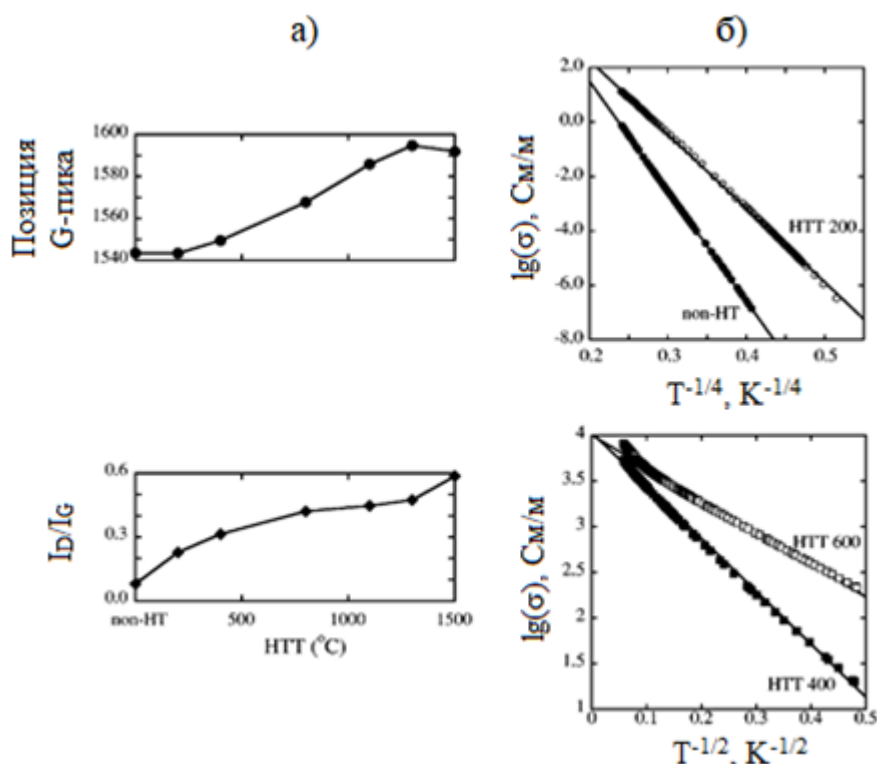 а)
Позиция
G-пика
1600
1580
1560
1540
I_D/I_G
0.6
0.3
0.0
non-HT
500
1000
1500
HTT (°C)
б)
lg(σ), См/м
2.0
0.0
-2.0
-4.0
-6.0
-8.0
HTT 200
non-HT
0.2
0.3
0.4
0.5
T^-1/4, K^-1/4
lg(σ), См/м
4
3.5
3
2.5
2
1.5
1
HTT 600
HTT 400
0
0.1
0.2
0.3
0.4
0.5
T^-1/2, K^-1/2